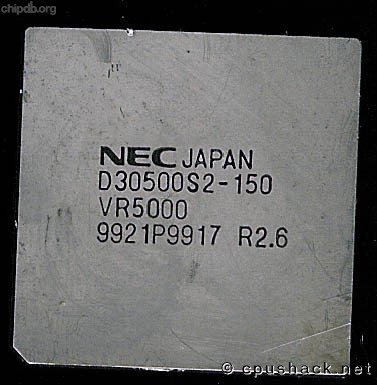 chipdb.org
NEC JAPAN
D30500S2-150
VR5000
9921P9917 R2.6
© cpushack.net